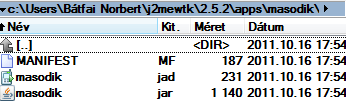 c:\Users\Bátfai Norbert\j2mewtk\2.5.2\apps\masodik\
Név Kit. Méret Dátum
[..] <DIR> 2011.10.16 17:54
MANIFEST MF 187 2011.10.16 17:54
masodik jad 231 2011.10.16 17:54
masodik jar 1 140 2011.10.16 17:54